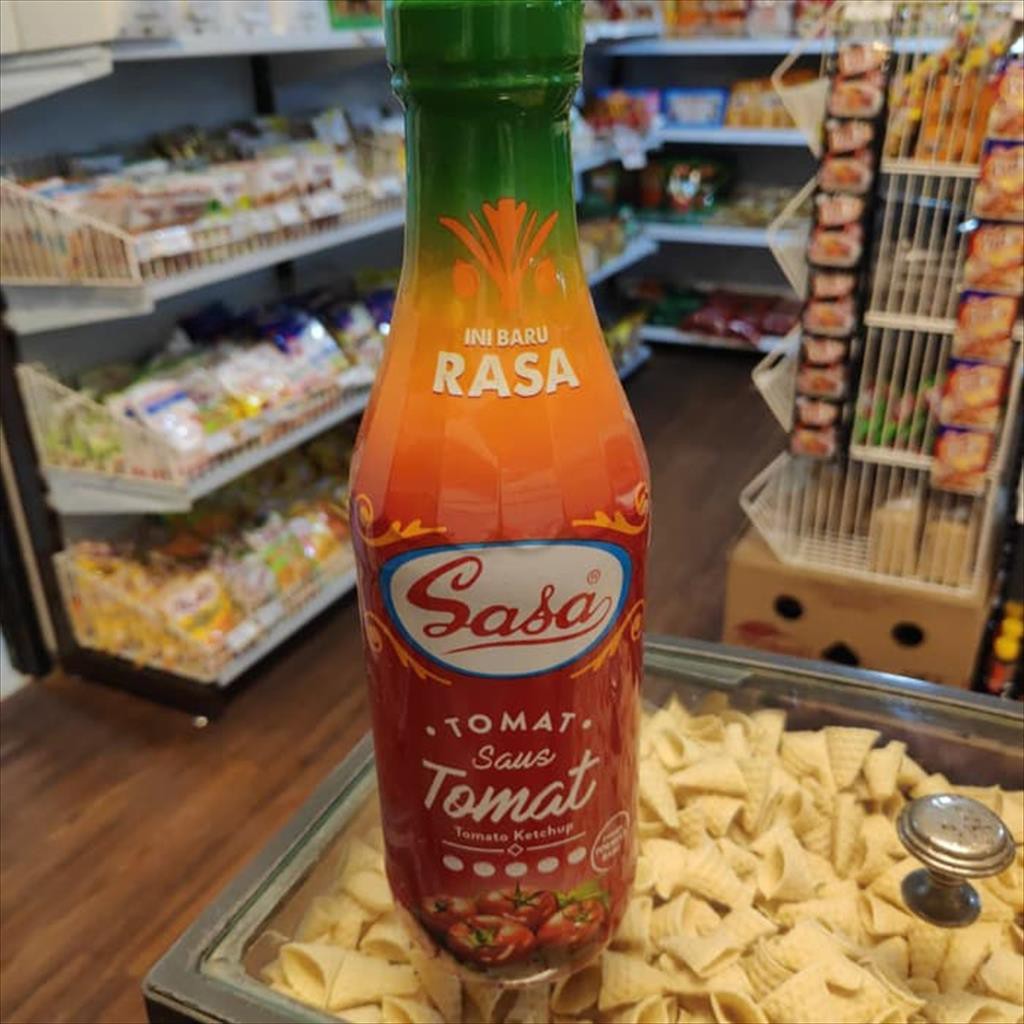 INI BARU
RASA
Sasa®
• TOMAT •
Saus
Tomat
Tomato Ketchup